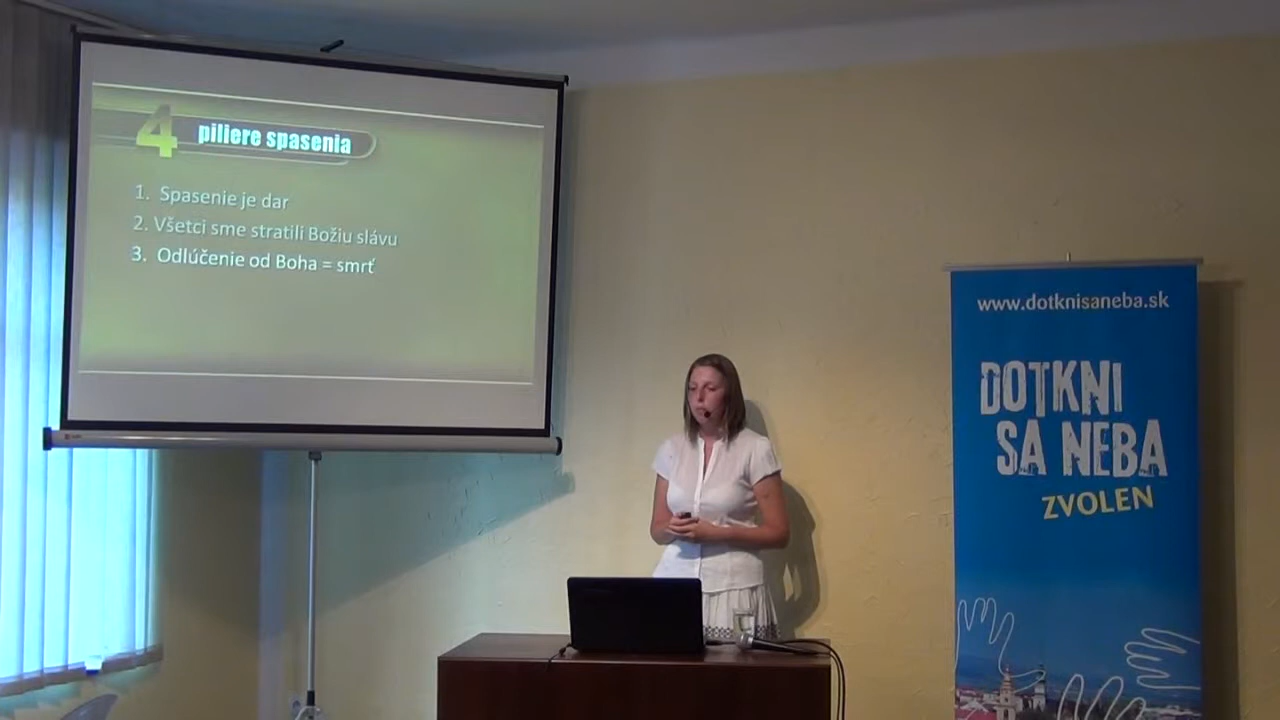 4 piliere spasenia
1. Spasenie je dar
2. Všetci sme stratili Božiu slávu
3. Odlúčenie od Boha = smrť
www.dotknisaneba.sk
DOTKNI
SA NEBA
ZVOLEN